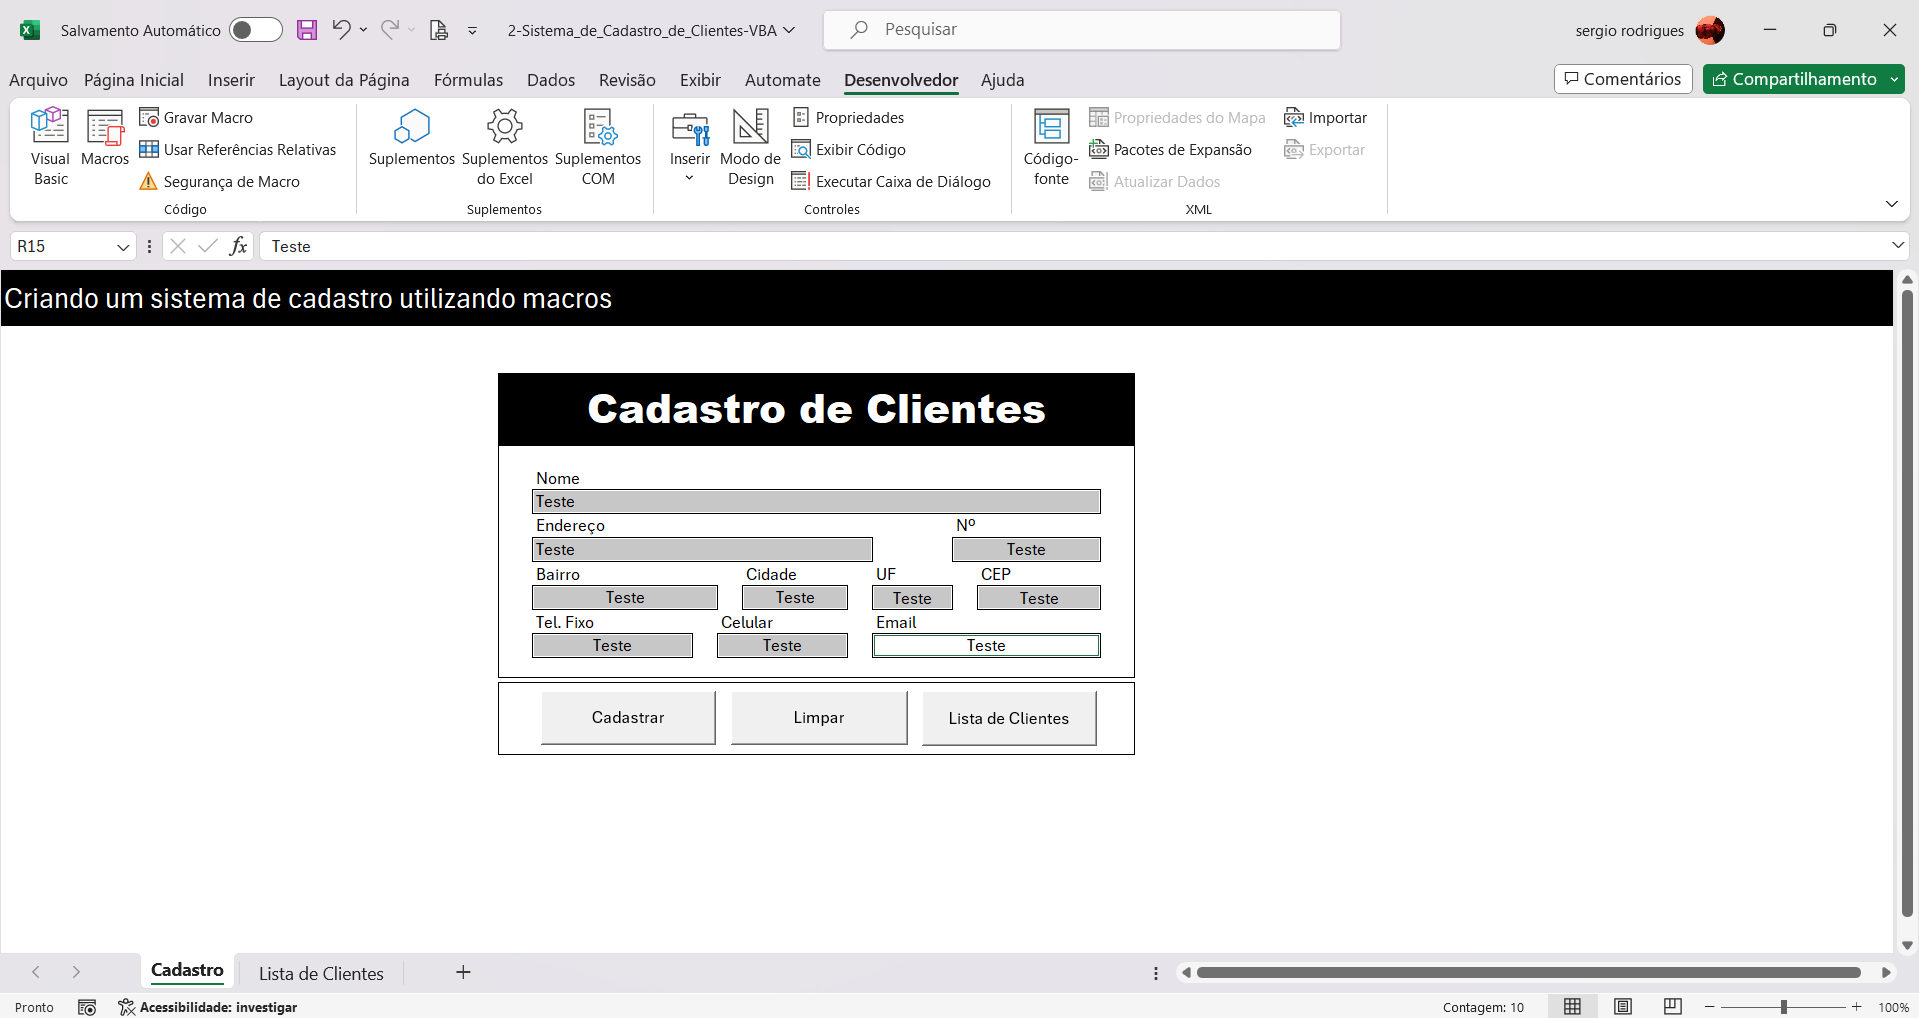 Salvamento Automático
2-Sistema_de_Cadastro_de_Clientes-VBA
Pesquisar
sergio rodrigues
Arquivo Página Inicial Inserir Layout da Página Fórmulas Dados Revisão Exibir Automate Desenvolvedor Ajuda
Comentários
Compartilhamento
Visual Basic
Macros
Gravar Macro
Usar Referências Relativas
Segurança de Macro
Código
Suplementos
Suplementos do Excel
Suplementos COM
Suplementos
Inserir
Modo de Design
Propriedades
Exibir Código
Executar Caixa de Diálogo
Controles
Código-fonte
Propriedades do Mapa
Pacotes de Expansão
Atualizar Dados
Importar
Exportar
XML
R15
fx
Teste
Criando um sistema de cadastro utilizando macros
Cadastro de Clientes
Nome
Teste
Endereço Nº
Teste Teste
Bairro Cidade UF CEP
Teste Teste Teste Teste
Tel. Fixo Celular Email
Teste Teste Teste
Cadastrar Limpar Lista de Clientes
Cadastro Lista de Clientes
Pronto
Acessibilidade: investigar
Contagem: 10
100%